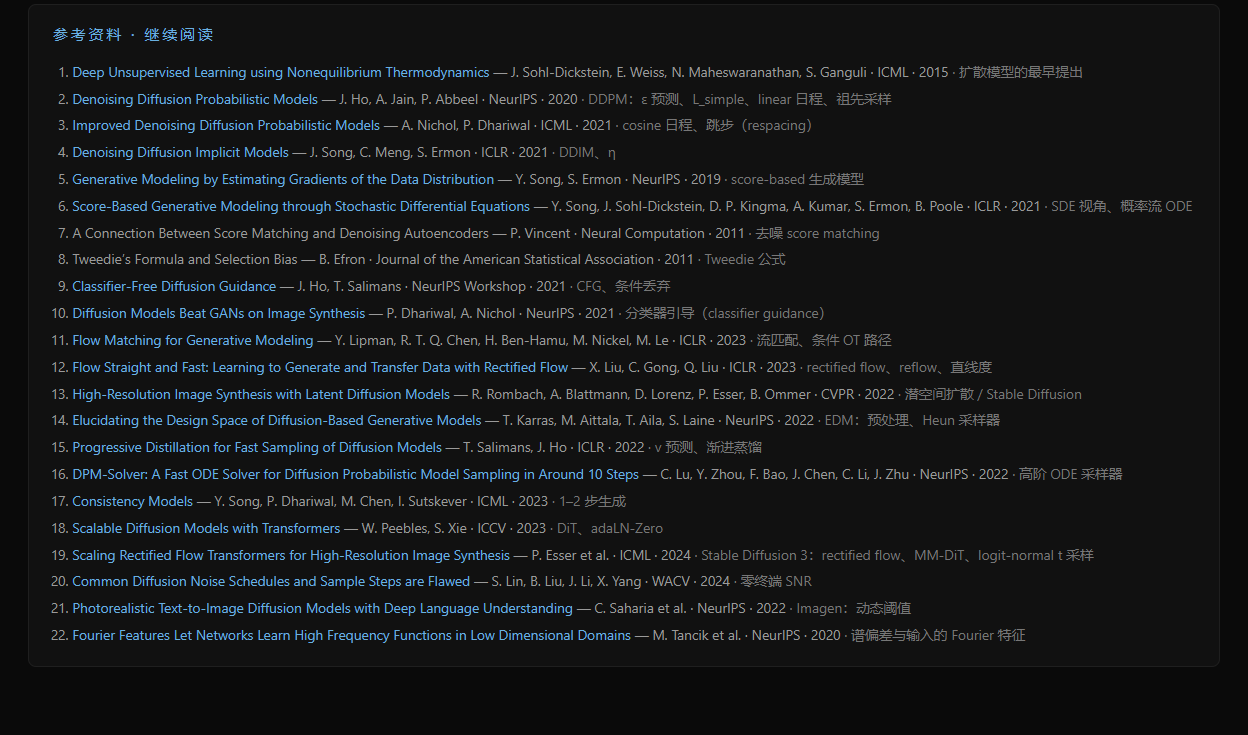 参考资料 · 继续阅读
1. Deep Unsupervised Learning using Nonequilibrium Thermodynamics — J. Sohl-Dickstein, E. Weiss, N. Maheswaranathan, S. Ganguli · ICML · 2015 · 扩散模型的最早提出
2. Denoising Diffusion Probabilistic Models — J. Ho, A. Jain, P. Abbeel · NeurIPS · 2020 · DDPM：ε 预测、L_simple、linear 日程、祖先采样
3. Improved Denoising Diffusion Probabilistic Models — A. Nichol, P. Dhariwal · ICML · 2021 · cosine 日程、跳步（respacing）
4. Denoising Diffusion Implicit Models — J. Song, C. Meng, S. Ermon · ICLR · 2021 · DDIM、η
5. Generative Modeling by Estimating Gradients of the Data Distribution — Y. Song, S. Ermon · NeurIPS · 2019 · score-based 生成模型
6. Score-Based Generative Modeling through Stochastic Differential Equations — Y. Song, J. Sohl-Dickstein, D. P. Kingma, A. Kumar, S. Ermon, B. Poole · ICLR · 2021 · SDE 视角、概率流 ODE
7. A Connection Between Score Matching and Denoising Autoencoders — P. Vincent · Neural Computation · 2011 · 去噪 score matching
8. Tweedie’s Formula and Selection Bias — B. Efron · Journal of the American Statistical Association · 2011 · Tweedie 公式
9. Classifier-Free Diffusion Guidance — J. Ho, T. Salimans · NeurIPS Workshop · 2021 · CFG、条件丢弃
10. Diffusion Models Beat GANs on Image Synthesis — P. Dhariwal, A. Nichol · NeurIPS · 2021 · 分类器引导（classifier guidance）
11. Flow Matching for Generative Modeling — Y. Lipman, R. T. Q. Chen, H. Ben-Hamu, M. Nickel, M. Le · ICLR · 2023 · 流匹配、条件 OT 路径
12. Flow Straight and Fast: Learning to Generate and Transfer Data with Rectified Flow — X. Liu, C. Gong, Q. Liu · ICLR · 2023 · rectified flow、reflow、直线度
13. High-Resolution Image Synthesis with Latent Diffusion Models — R. Rombach, A. Blattmann, D. Lorenz, P. Esser, B. Ommer · CVPR · 2022 · 潜空间扩散 / Stable Diffusion
14. Elucidating the Design Space of Diffusion-Based Generative Models — T. Karras, M. Aittala, T. Aila, S. Laine · NeurIPS · 2022 · EDM：预处理、Heun 采样器
15. Progressive Distillation for Fast Sampling of Diffusion Models — T. Salimans, J. Ho · ICLR · 2022 · v 预测、渐进蒸馏
16. DPM-Solver: A Fast ODE Solver for Diffusion Probabilistic Model Sampling in Around 10 Steps — C. Lu, Y. Zhou, F. Bao, J. Chen, C. Li, J. Zhu · NeurIPS · 2022 · 高阶 ODE 采样器
17. Consistency Models — Y. Song, P. Dhariwal, M. Chen, I. Sutskever · ICML · 2023 · 1–2 步生成
18. Scalable Diffusion Models with Transformers — W. Peebles, S. Xie · ICCV · 2023 · DiT、adaLN-Zero
19. Scaling Rectified Flow Transformers for High-Resolution Image Synthesis — P. Esser et al. · ICML · 2024 · Stable Diffusion 3：rectified flow、MM-DiT、logit-normal t 采样
20. Common Diffusion Noise Schedules and Sample Steps are Flawed — S. Lin, B. Liu, J. Li, X. Yang · WACV · 2024 · 零终端 SNR
21. Photorealistic Text-to-Image Diffusion Models with Deep Language Understanding — C. Saharia et al. · NeurIPS · 2022 · Imagen：动态阈值
22. Fourier Features Let Networks Learn High Frequency Functions in Low Dimensional Domains — M. Tancik et al. · NeurIPS · 2020 · 谱偏差与输入的 Fourier 特征